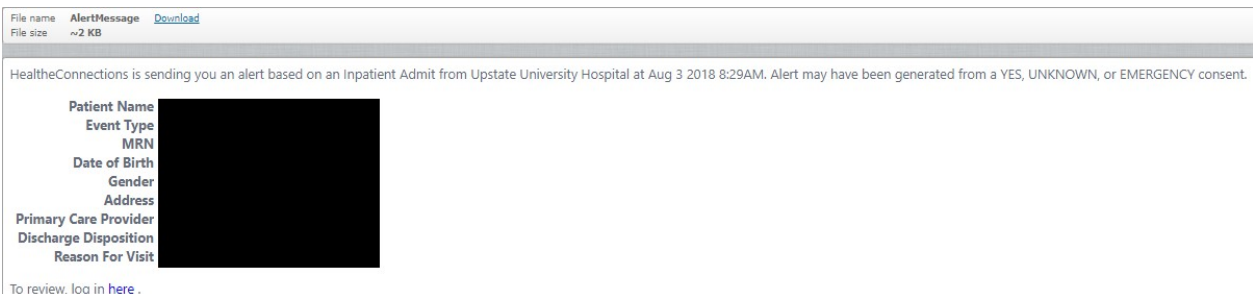 File name AlertMessage Download
File size ~2 KB
HealtheConnections is sending you an alert based on an Inpatient Admit from Upstate University Hospital at Aug 3 2018 8:29AM. Alert may have been generated from a YES, UNKNOWN, or EMERGENCY consent.
Patient Name
Event Type
MRN
Date of Birth
Gender
Address
Primary Care Provider
Discharge Disposition
Reason For Visit
To review, log in here .